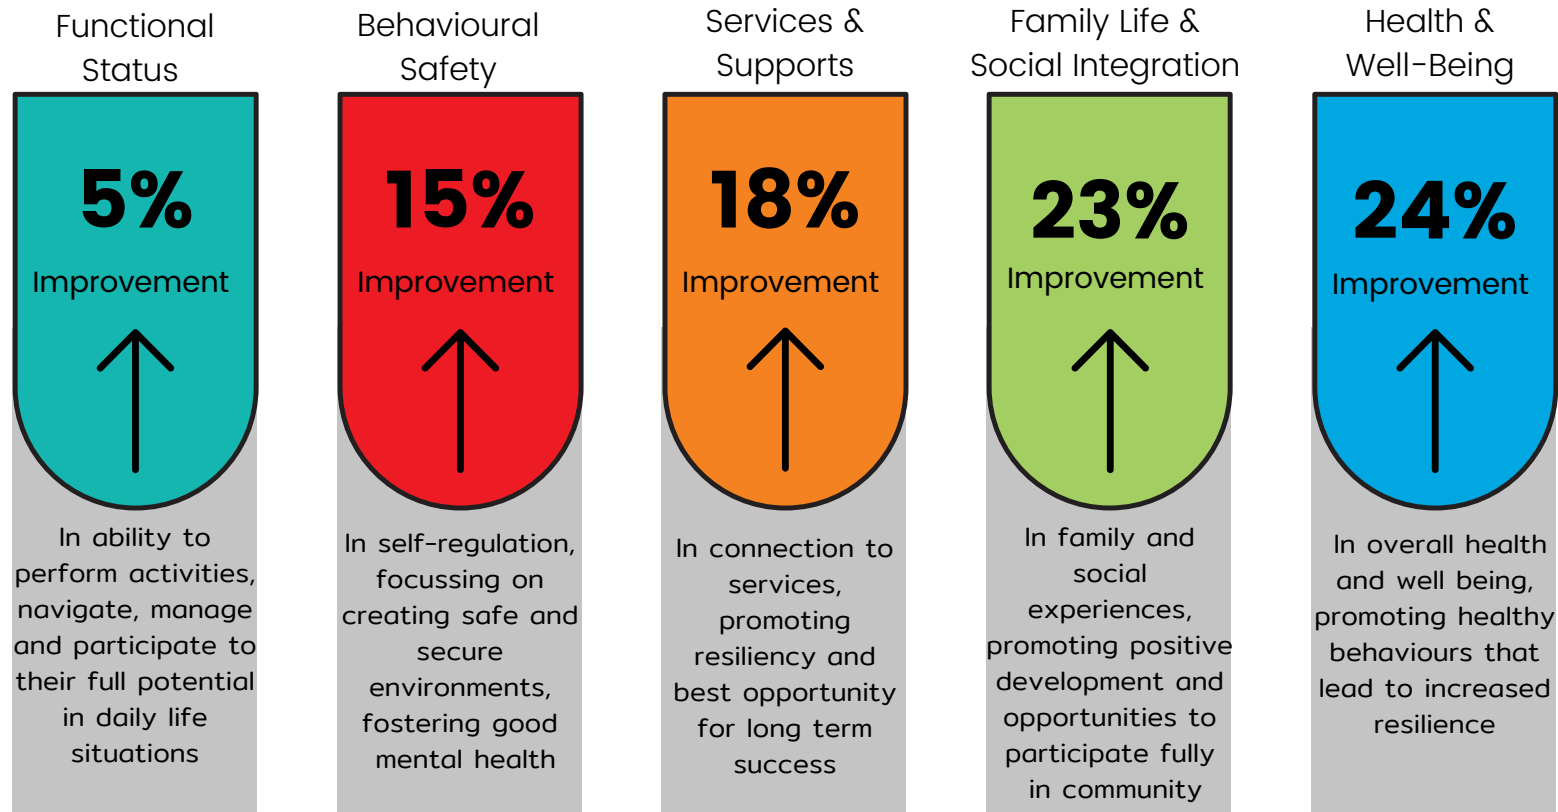 Functional
Status
5%
Improvement
In ability to
perform activities,
navigate, manage
and participate to
their full potential
in daily life
situations
Behavioural
Safety
15%
Improvement
In self-regulation,
focussing on
creating safe and
secure
environments,
fostering good
mental health
Services &
Supports
18%
Improvement
In connection to
services,
promoting
resiliency and
best opportunity
for long term
success
Family Life &
Social Integration
23%
Improvement
In family and
social
experiences,
promoting positive
development and
opportunities to
participate fully
in community
Health &
Well-Being
24%
Improvement
In overall health
and well being,
promoting healthy
behaviours that
lead to increased
resilience